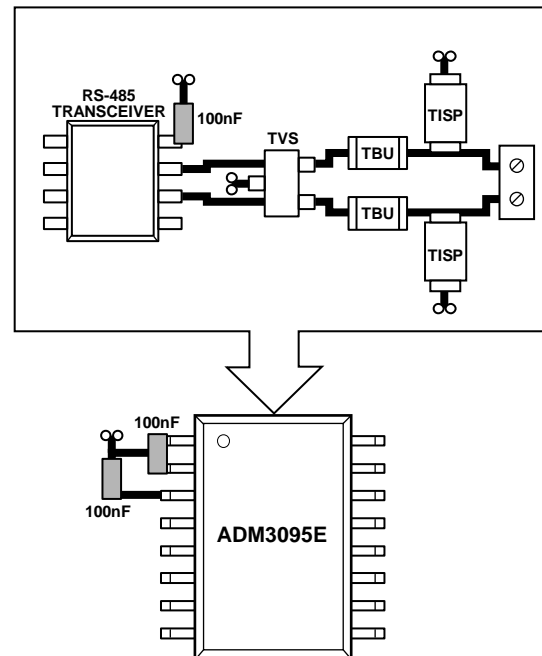 RS-485
TRANSCEIVER
100nF
TVS
TBU
TISP
TBU
TISP
100nF
100nF
ADM3095E